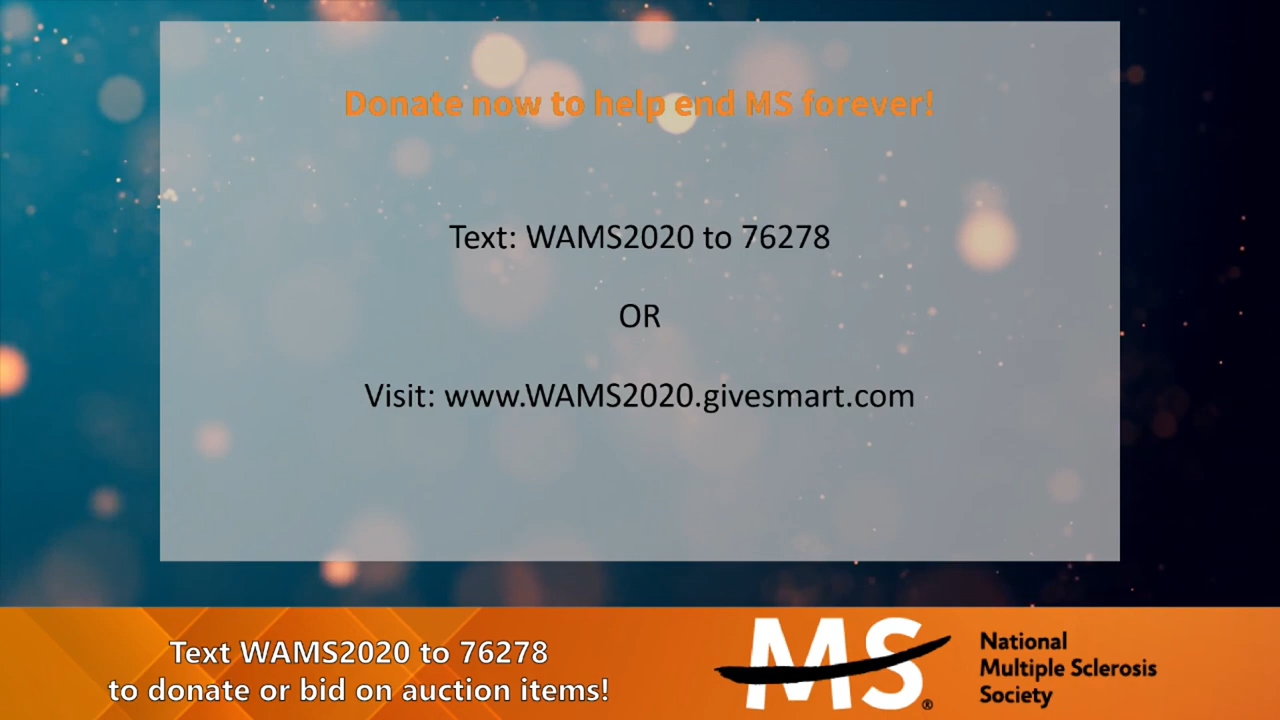 Donate now to help end MS forever!
Text: WAMS2020 to 76278
OR
Visit: www.WAMS2020.givesmart.com
Text WAMS2020 to 76278
to donate or bid on auction items!
MS®
National
Multiple Sclerosis
Society